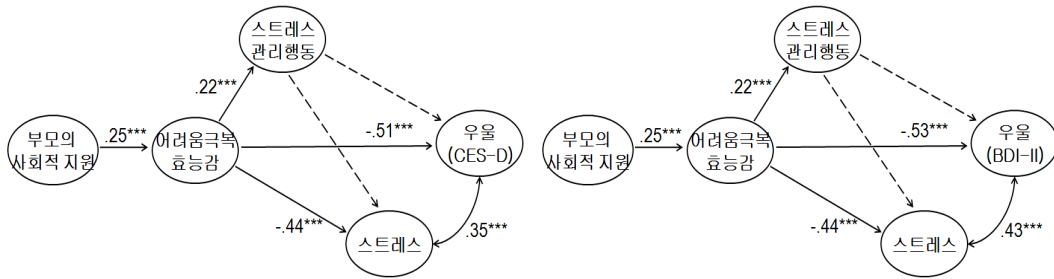 스트레스
관리행동
.22***
부모의
사회적 지원
.25***
어려움극복
효능감
-.51***
우울
(CES-D)
-.44***
스트레스
.35***
스트레스
관리행동
.22***
부모의
사회적 지원
.25***
어려움극복
효능감
-.53***
우울
(BDI-II)
-.44***
스트레스
.43***